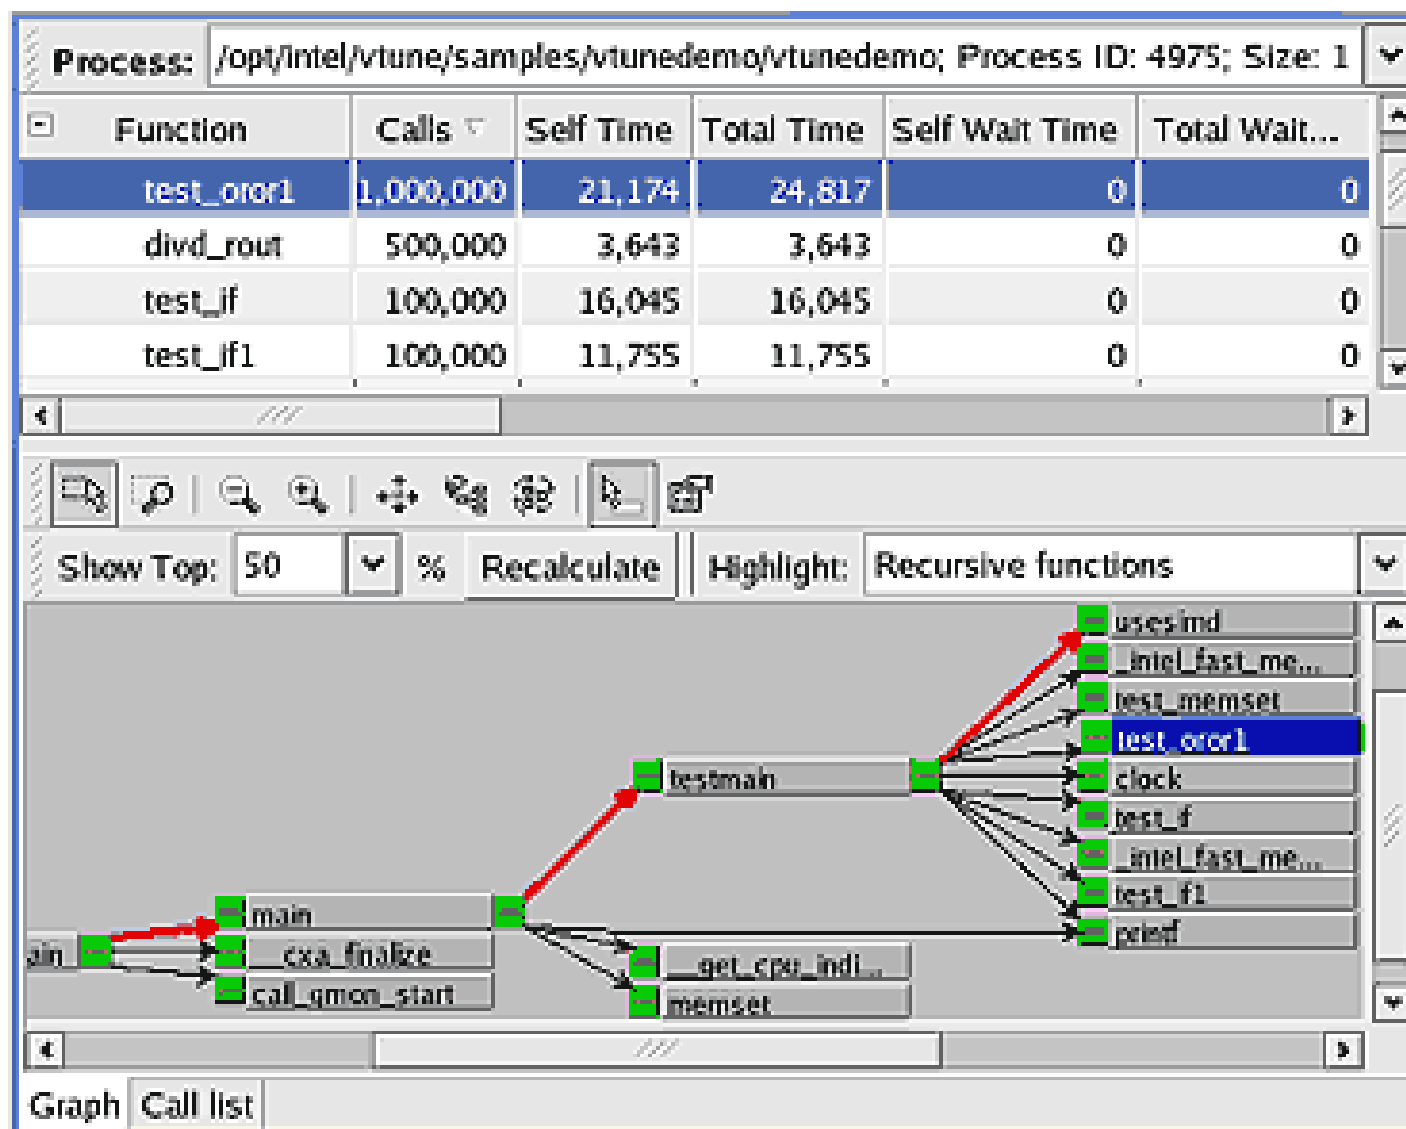 Process: /opt/intel/vtune/samples/vtunedemo/vtunedemo; Process ID: 4975; Size: 1
Function Calls Self Time Total Time Self Wait Time Total Wait...
test_oror1 1,000,000 21,174 24,817 0 0
divd_rout 500,000 3,643 3,643 0 0
test_if 100,000 16,045 16,045 0 0
test_if1 100,000 11,755 11,755 0 0
Show Top: 50 % Recalculate Highlight: Recursive functions
usesimd
_intel_fast_me...
test_memset
test_oror1
testmain clock
test_if
_intel_fast_me...
main test_if1
printf
ain __cxa_finalize
__get_cpu_indi...
call_gmon_start
memset
Graph Call list